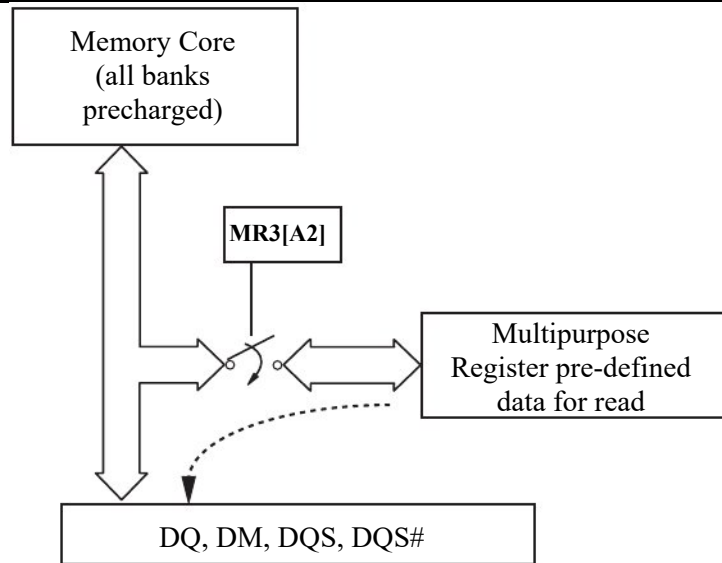 Memory Core
(all banks
precharged)
MR3[A2]
Multipurpose
Register pre-defined
data for read
DQ, DM, DQS, DQS#